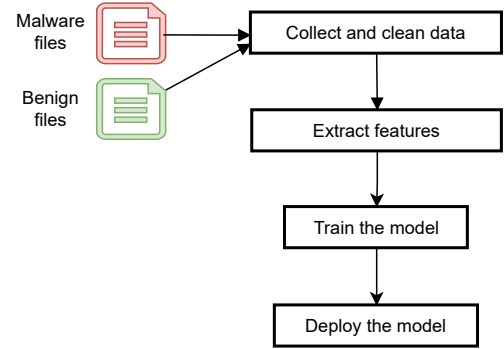 Malware
files
Collect and clean data
Benign
files
Extract features
Train the model
Deploy the model